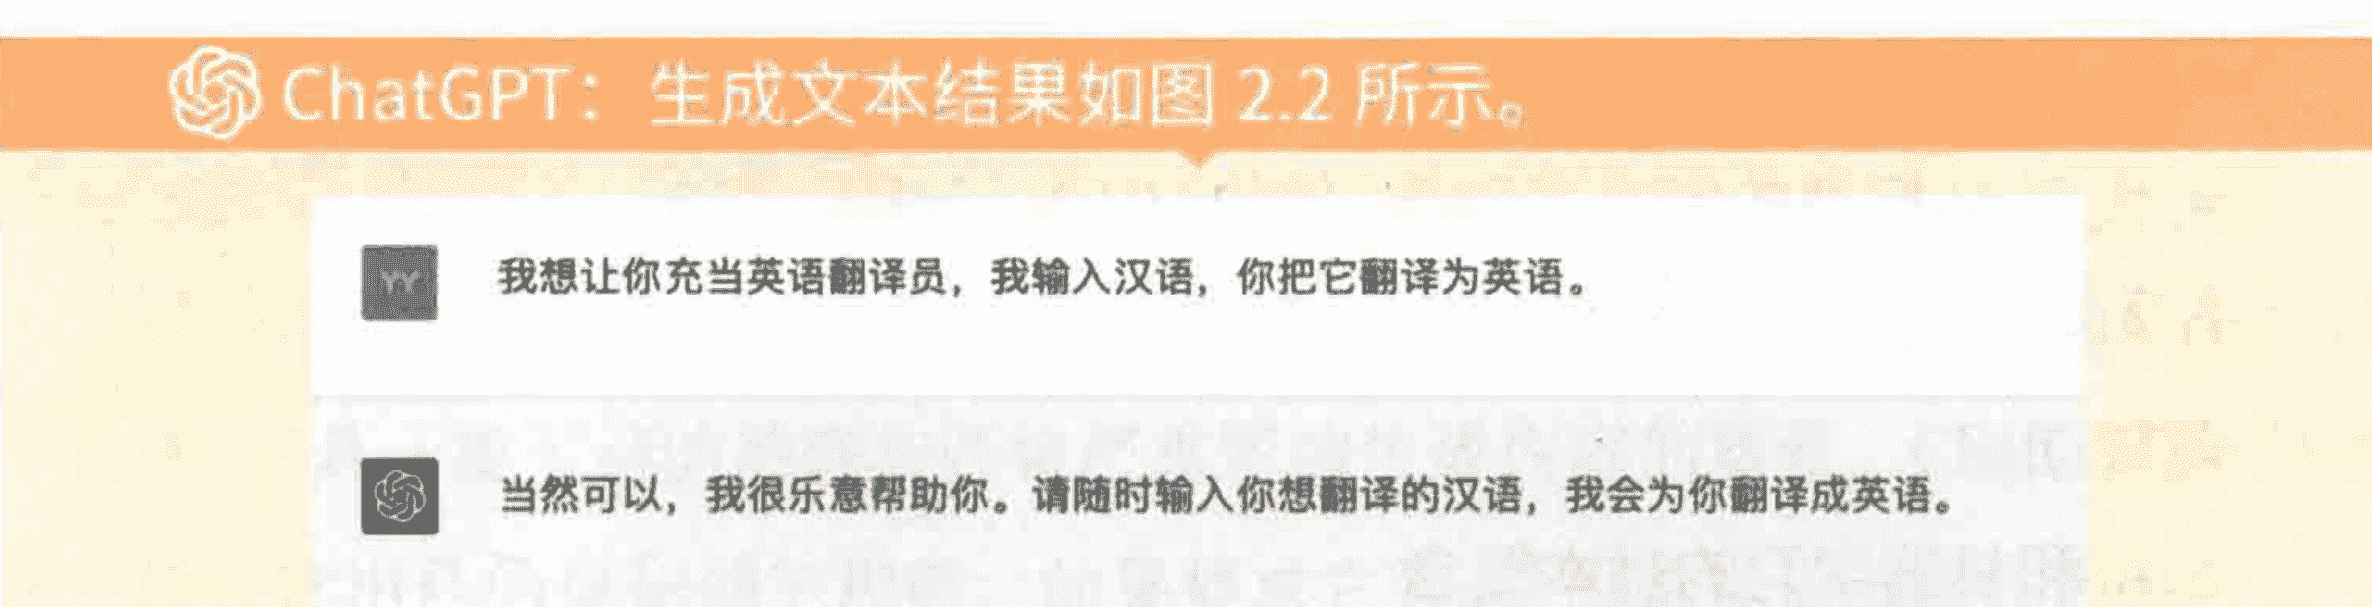 ChatGPT：生成文本结果如图 2.2 所示。
YY
我想让你充当英语翻译员，我输入汉语，你把它翻译为英语。
当然可以，我很乐意帮助你。请随时输入你想翻译的汉语，我会为你翻译成英语。